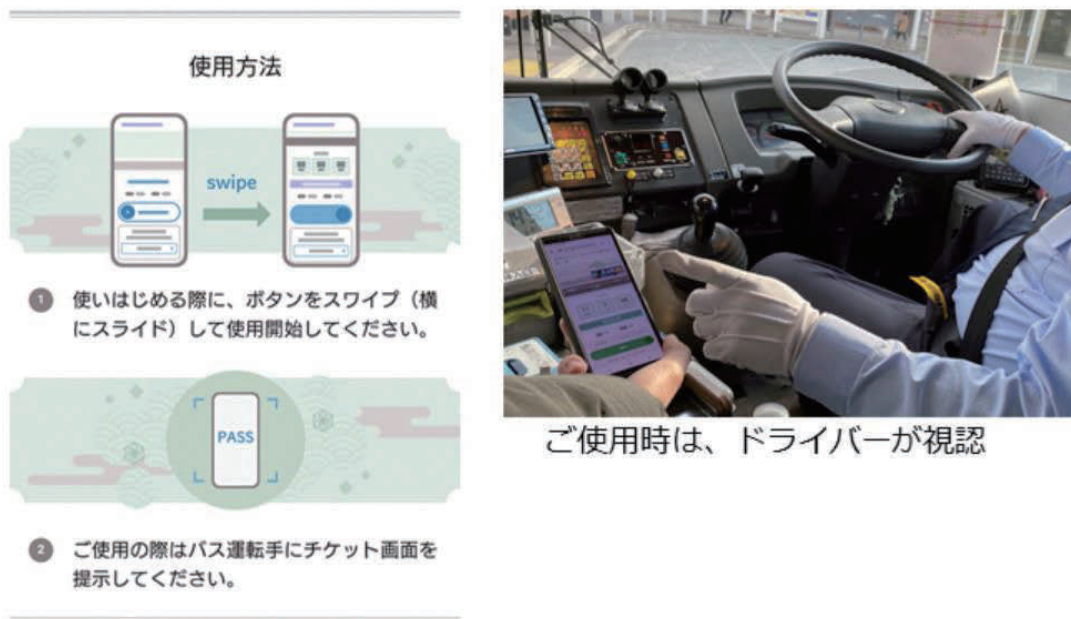 使用方法
swipe
❶ 使いはじめる際に、ボタンをスワイプ（横
にスライド）して使用開始してください。
PASS
❷ ご使用の際はバス運転手にチケット画面を
提示してください。
ご使用時は、ドライバーが視認